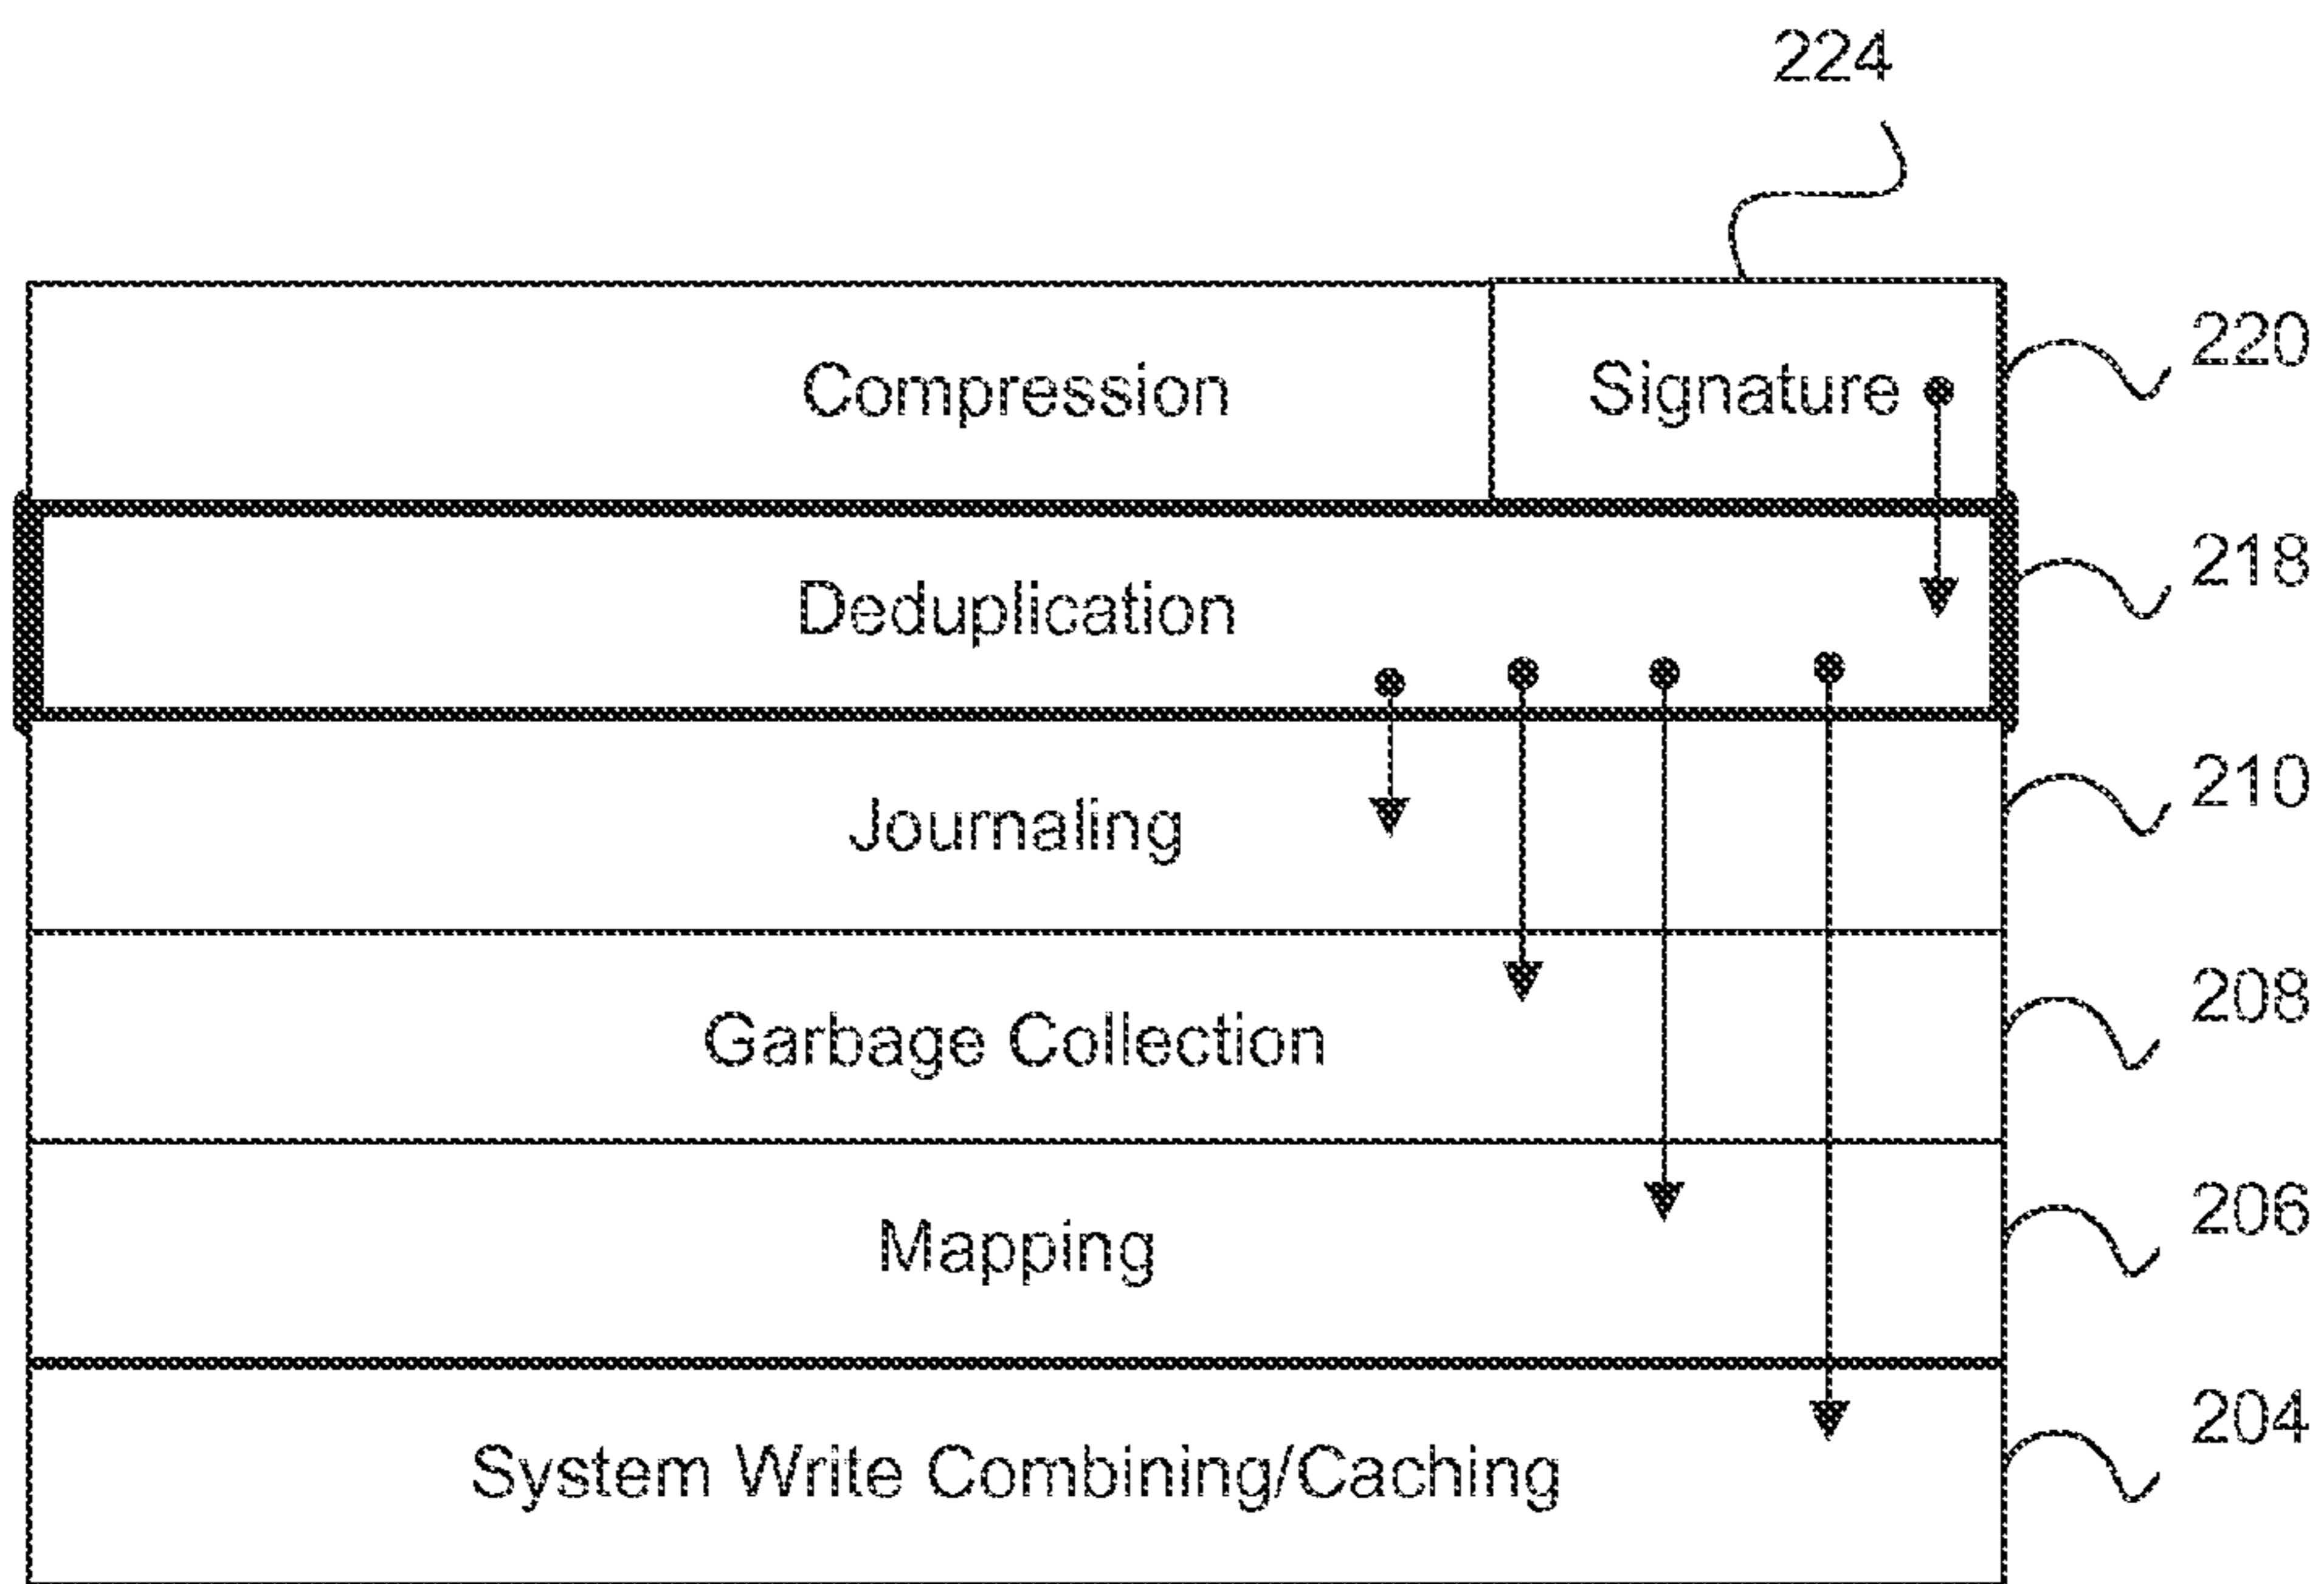 224
Compression
Signature
220
Deduplication
218
Journaling
210
Garbage Collection
208
Mapping
206
System Write Combining/Caching
204